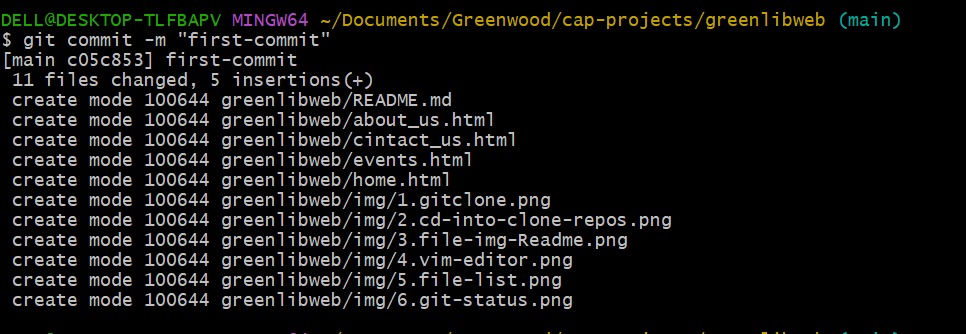 DELL@DESKTOP-TLFBAPV MINGW64 ~/Documents/Greenwood/cap-projects/greenlibweb (main)
$ git commit -m "first-commit"
[main c05c853] first-commit
 11 files changed, 5 insertions(+)
 create mode 100644 greenlibweb/README.md
 create mode 100644 greenlibweb/about_us.html
 create mode 100644 greenlibweb/cintact_us.html
 create mode 100644 greenlibweb/events.html
 create mode 100644 greenlibweb/home.html
 create mode 100644 greenlibweb/img/1.gitclone.png
 create mode 100644 greenlibweb/img/2.cd-into-clone-repos.png
 create mode 100644 greenlibweb/img/3.file-img-Readme.png
 create mode 100644 greenlibweb/img/4.vim-editor.png
 create mode 100644 greenlibweb/img/5.file-list.png
 create mode 100644 greenlibweb/img/6.git-status.png